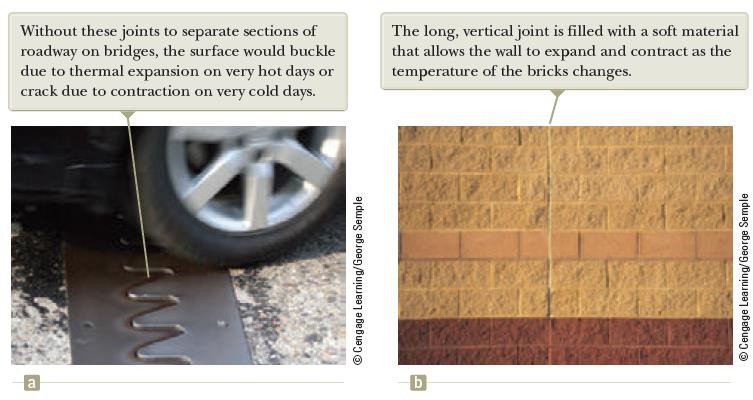 Without these joints to separate sections of
roadway on bridges, the surface would buckle
due to thermal expansion on very hot days or
crack due to contraction on very cold days.
The long, vertical joint is filled with a soft material
that allows the wall to expand and contract as the
temperature of the bricks changes.
© Cengage Learning/George Semple
© Cengage Learning/George Semple
a
b